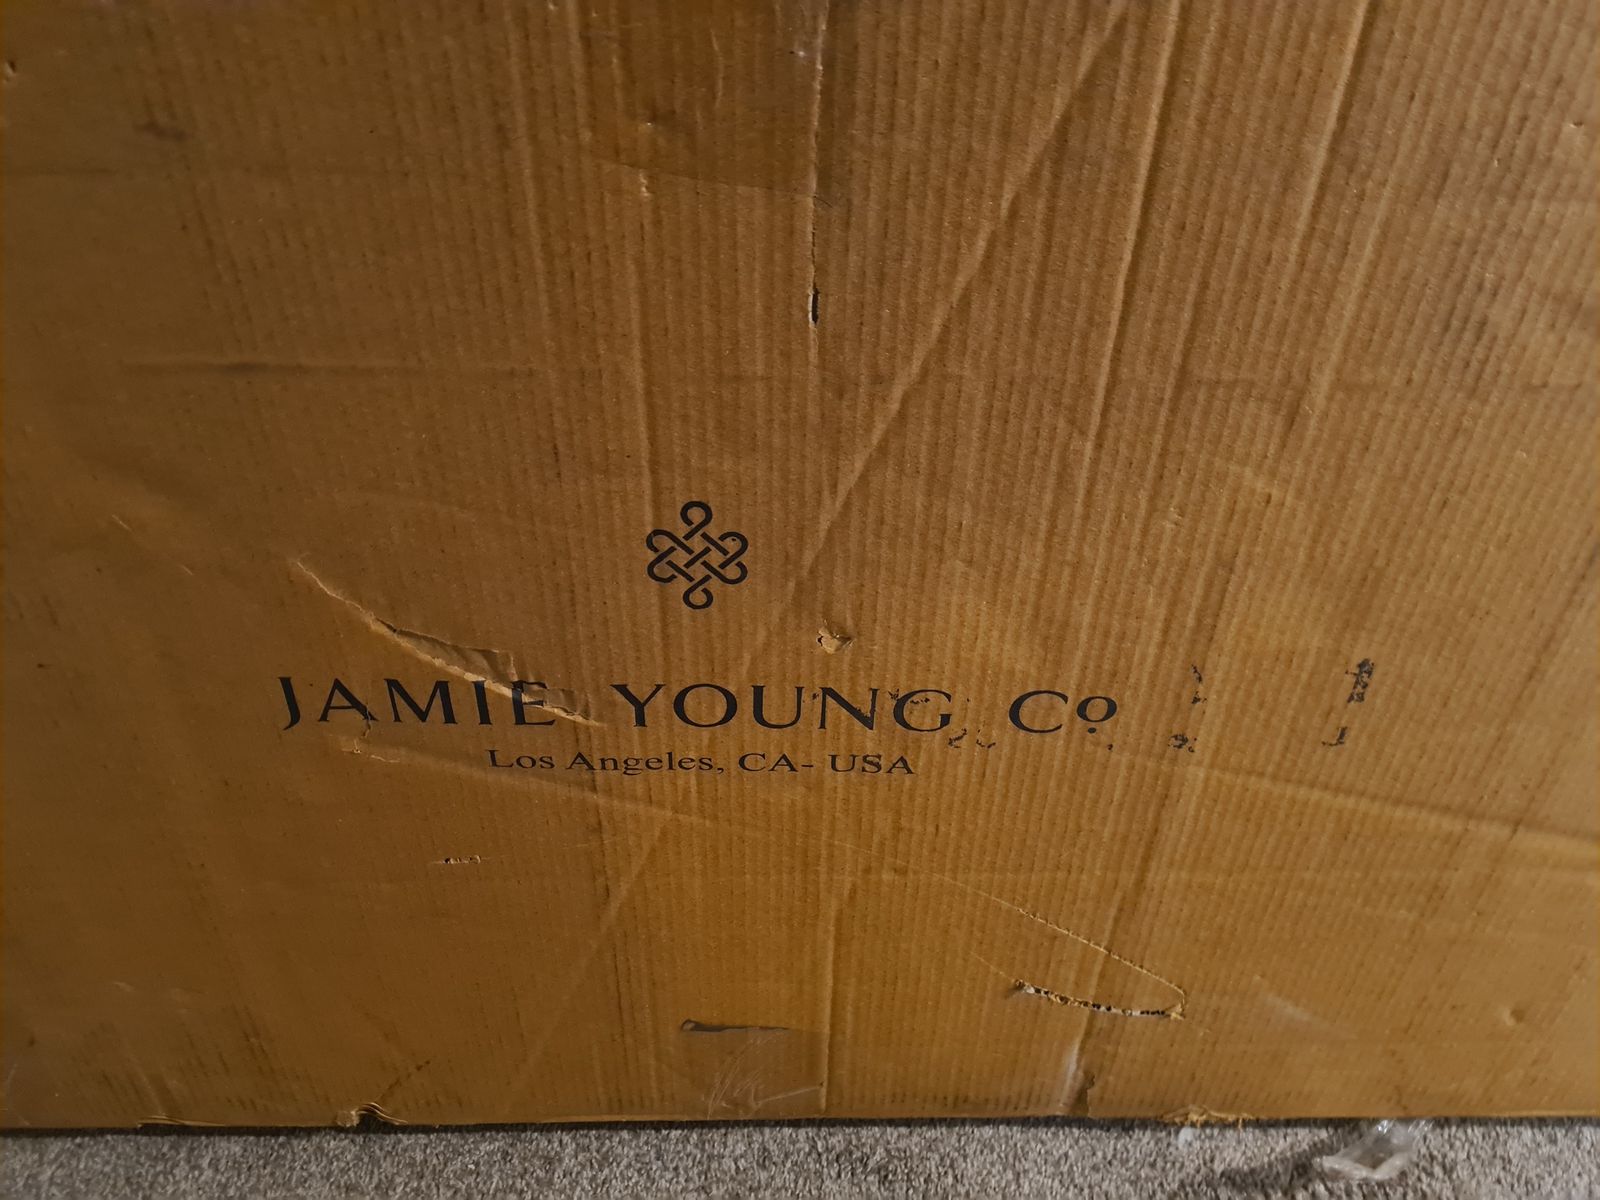 JAMIE YOUNG Cº
Los Angeles, CA- USA